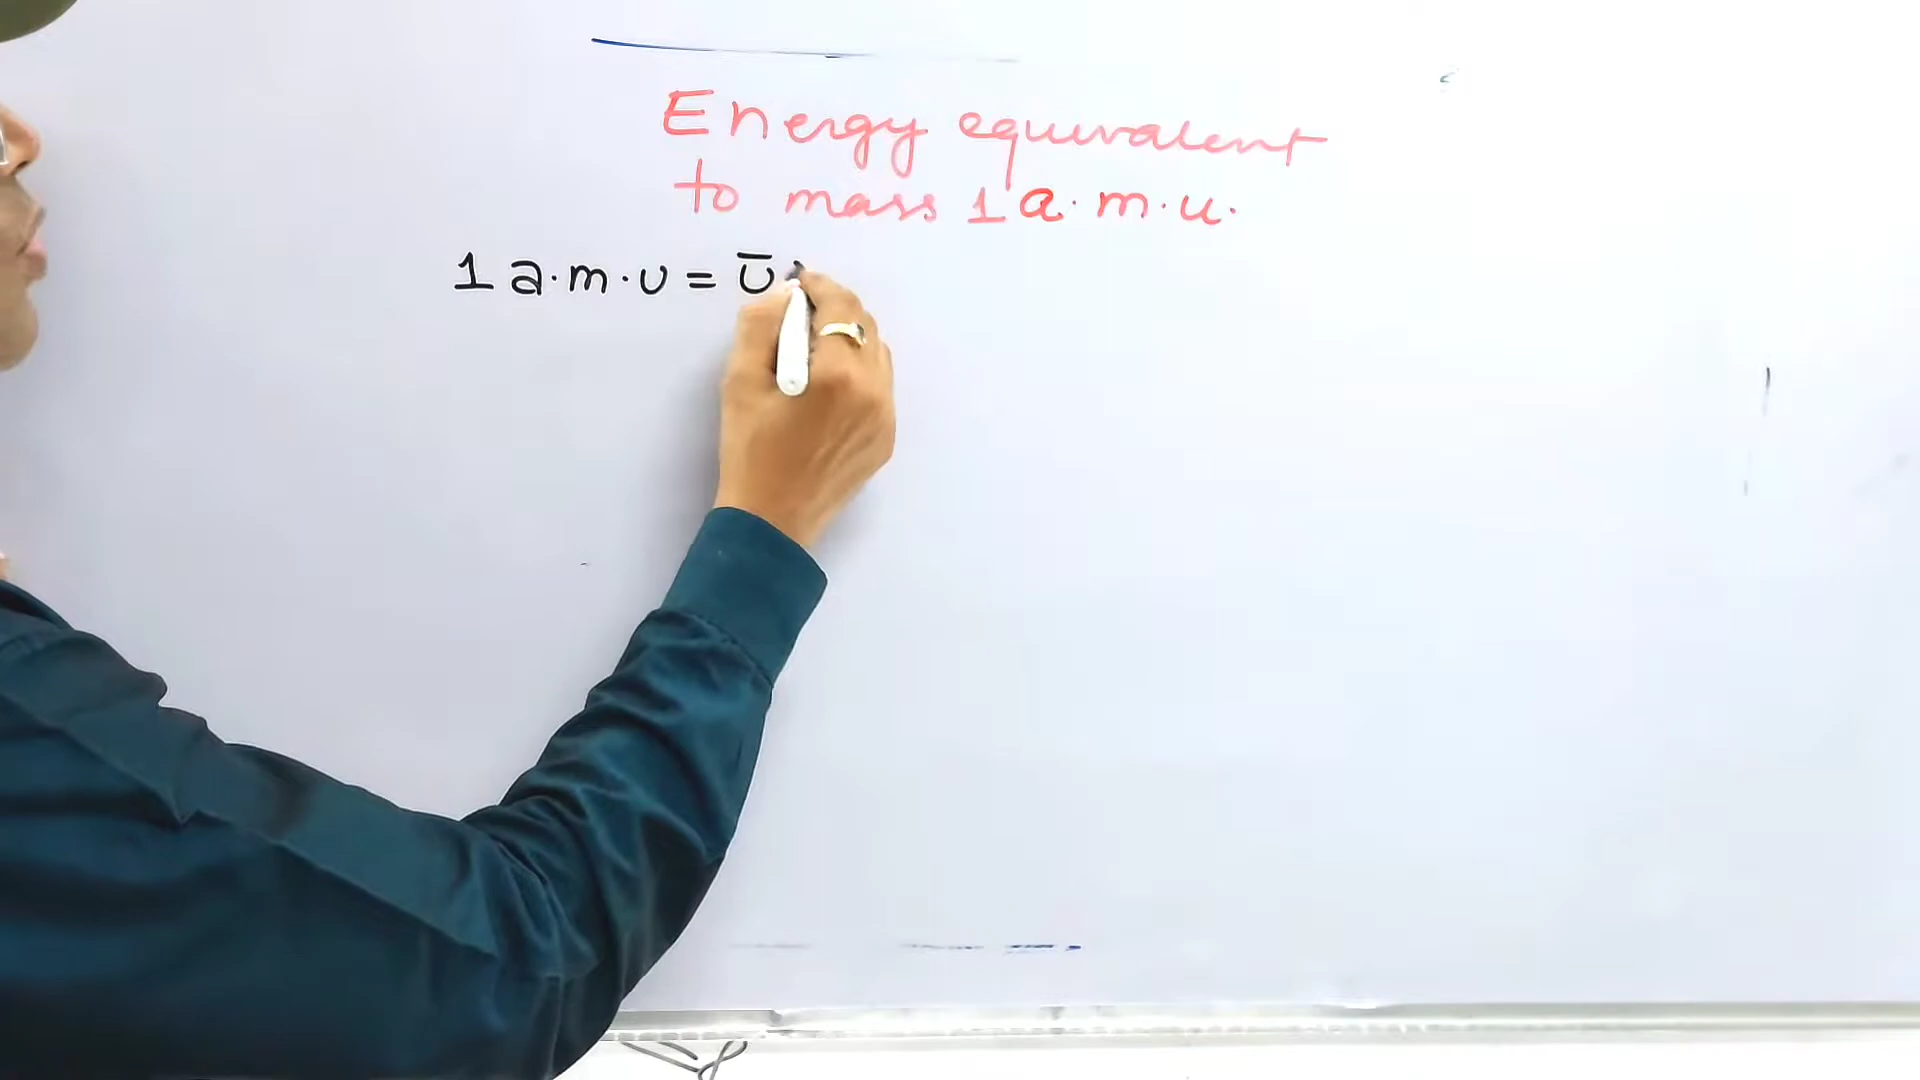 Energy equivalent
to mass 1 a.m.u.
1 a.m.u = Ū